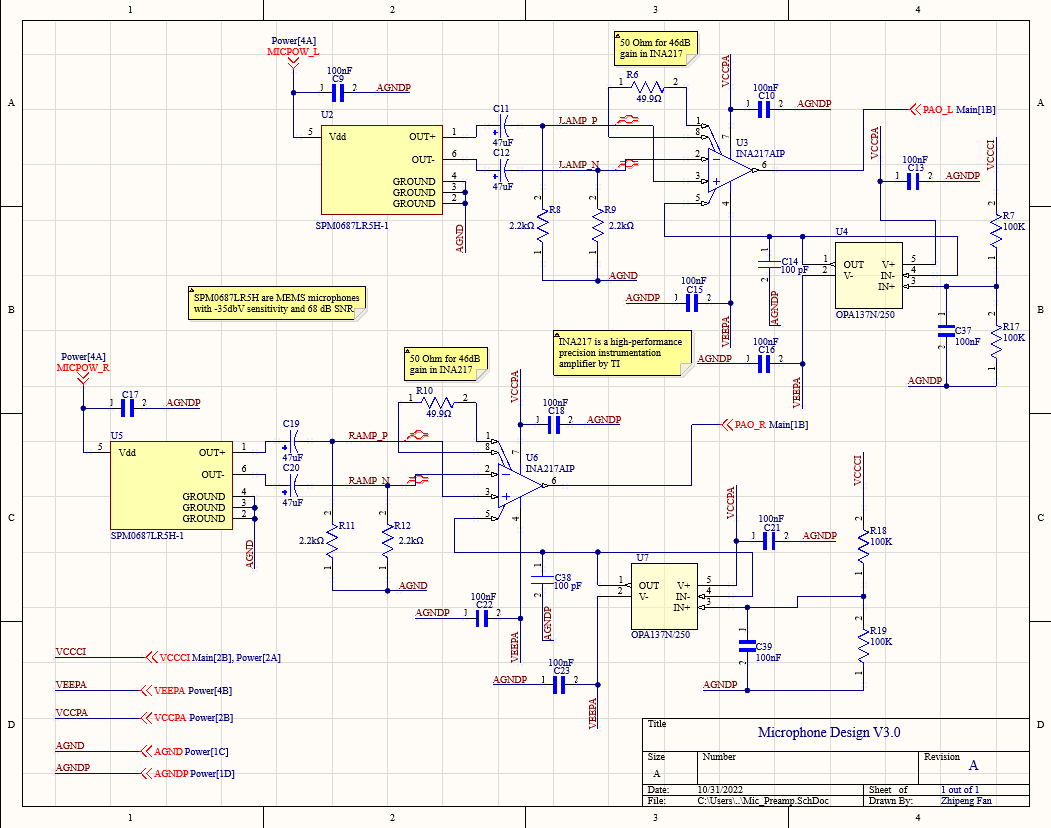 1 2 3 4
A
B
C
D
Power[4A]
MICPOW_L
100nF
C9
1 2
AGNDP
U2
5 Vdd
OUT+ 1
OUT- 6
GROUND 4
GROUND 3
GROUND 2
SPM0687LR5H-1
AGND
C11
47uF
C12
47uF
LAMP_P
LAMP_N
R8
2.2kΩ
R9
2.2kΩ
AGND
50 Ohm for 46dB
gain in INA217
R6
1 2
49.9Ω
VCCPA
100nF
C10
1 2
AGNDP
U3
INA217AIP
1
8
2
3
5
7
6
4
PAO_L Main[1B]
VCCPA
100nF
C13
1 2
AGNDP
VCCCI
R7
100K
U4
1 OUT V+ 5
2 V- IN- 4
IN+ 3
OPA137N/250
C14
100 pF
AGNDP
AGNDP
100nF
C15
1 2
VEEPA
AGNDP
100nF
C16
1 2
VEEPA
C37
100nF
R17
100K
AGNDP
SPM0687LR5H are MEMS microphones
with -35dbV sensitivity and 68 dB SNR
INA217 is a high-performance
precision instrumentation
amplifier by TI
Power[4A]
MICPOW_R
100nF
C17
1 2
AGNDP
U5
5 Vdd
OUT+ 1
OUT- 6
GROUND 4
GROUND 3
GROUND 2
SPM0687LR5H-1
AGND
C19
47uF
C20
47uF
RAMP_P
RAMP_N
R11
2.2kΩ
R12
2.2kΩ
AGND
50 Ohm for 46dB
gain in INA217
R10
1 2
49.9Ω
VCCPA
100nF
C18
1 2
AGNDP
U6
INA217AIP
1
8
2
3
5
7
6
4
PAO_R Main[1B]
VCCPA
100nF
C21
1 2
AGNDP
VCCCI
R18
100K
U7
1 OUT V+ 5
2 V- IN- 4
IN+ 3
OPA137N/250
C38
100 pF
AGNDP
AGNDP
100nF
C22
1 2
VEEPA
AGNDP
100nF
C23
1 2
VEEPA
C39
100nF
R19
100K
AGNDP
VCCCI VCCCI Main[2B], Power[2A]
VEEPA VEEPA Power[4B]
VCCPA VCCPA Power[2B]
AGND AGND Power[1C]
AGNDP AGNDP Power[1D]
Title
Microphone Design V3.0
Size Number Revision
A A
Date: 10/31/2022 Sheet of 1 out of 1
File: C:\Users\..\Mic_Preamp.SchDoc Drawn By: Zhipeng Fan
A
B
C
D
1 2 3 4